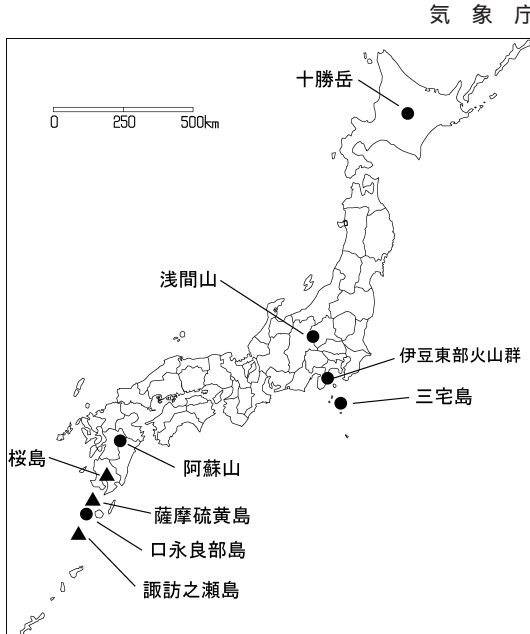 気象庁
十勝岳
0 250 500km
浅間山
伊豆東部火山群
三宅島
桜島
阿蘇山
薩摩硫黄島
口永良部島
諏訪之瀬島